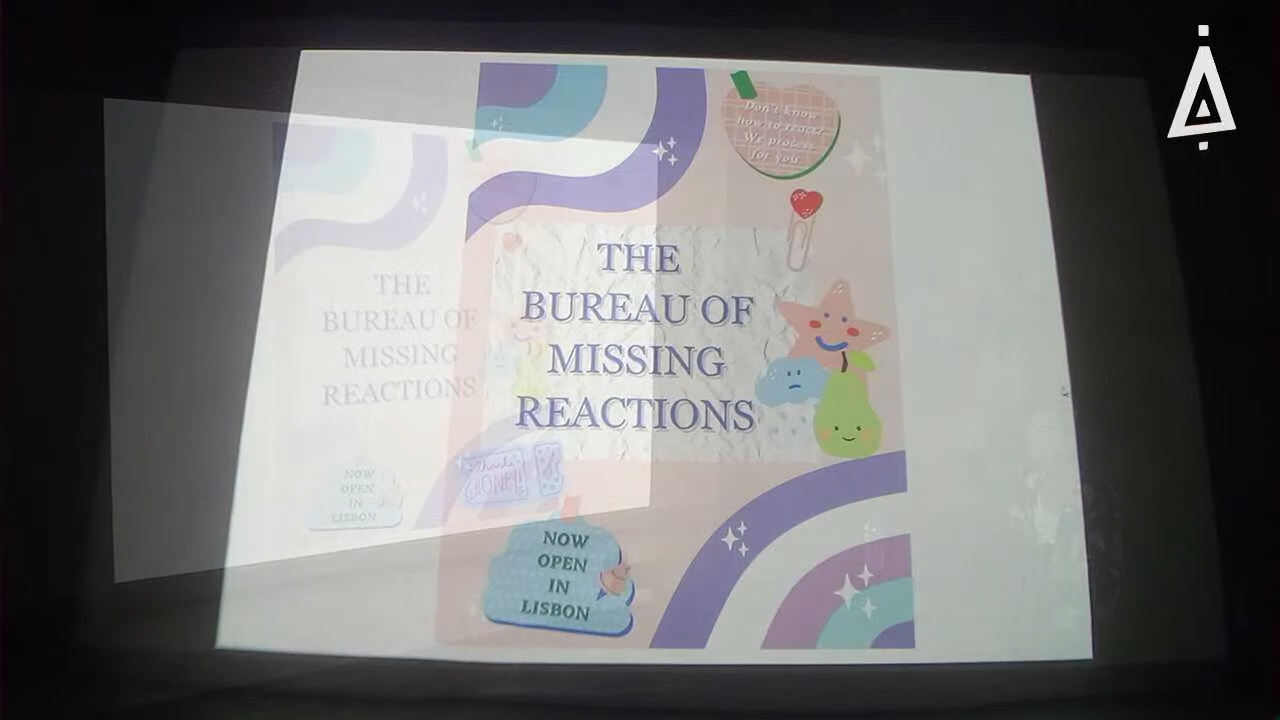 Don't know
how to react?
We process
for you.
THE
BUREAU OF
MISSING
REACTIONS
NOW
OPEN
IN
LISBON
THE
BUREAU OF
MISSING
REACTIONS
NOW
OPEN
IN
LISBON